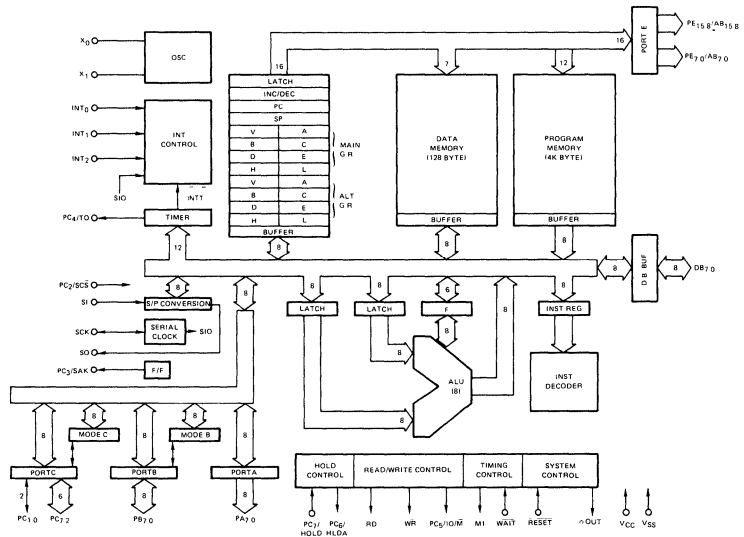 X0
OSC
X1
INT0
INT1
INT2
INT CONTROL
SIO
INTT
PC4/TO
TIMER
12
16
LATCH
INC/DEC
PC
SP
V A
B C
D E
H L
MAIN GR
V A
B C
D E
H L
ALT GR
BUFFER
8
7
DATA MEMORY (128 BYTE)
BUFFER
8
12
PROGRAM MEMORY (4K BYTE)
BUFFER
8
16
PORT E
PE15 8/AB15 8
PE7 0/AB7 0
8
DB BUF
8
DB7 0
PC2/SCS
SI
8
S/P CONVERSION
SCK
SERIAL CLOCK
SIO
SO
PC3/SAK
F/F
8
8
LATCH
8
LATCH
8
6
F
8
8
8
INST REG
8
8
ALU (8)
INST DECODER
8
8
MODE C
8
8
MODE B
8
PORTC
PORTB
PORT A
2
6
8
8
PC1 0
PC7 2
PB7 0
PA7 0
HOLD CONTROL
READ/WRITE CONTROL
TIMING CONTROL
SYSTEM CONTROL
PC7/HOLD
PC6/HLDA
RD
WR
PC5/IO/M
M1
WAIT
RESET
OUT
VCC
VSS